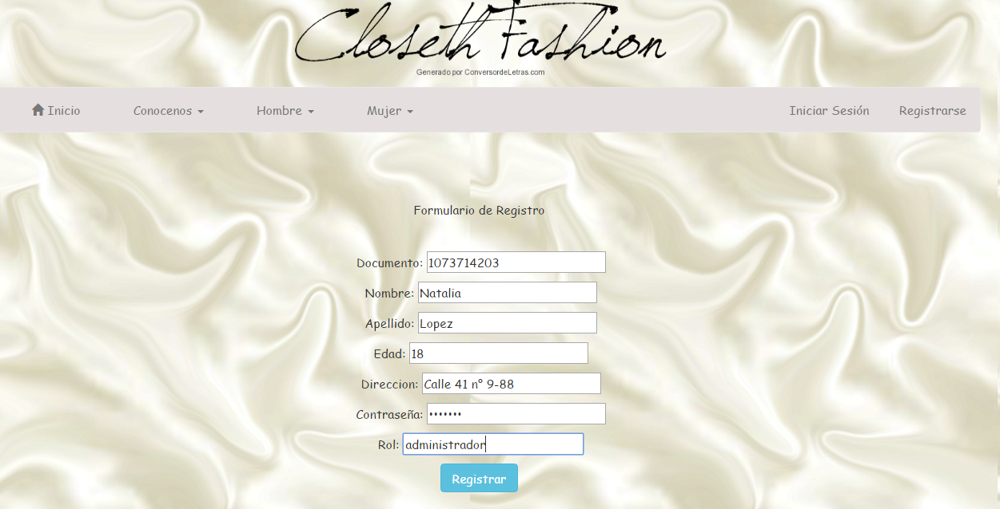 Closeth Fashion
Generado por ConversordeLetras.com
Inicio Conocenos Hombre Mujer Iniciar Sesión Registrarse
Formulario de Registro
Documento: 1073714203
Nombre: Natalia
Apellido: Lopez
Edad: 18
Direccion: Calle 41 n° 9-88
Contraseña: •••••••
Rol: administrador
Registrar